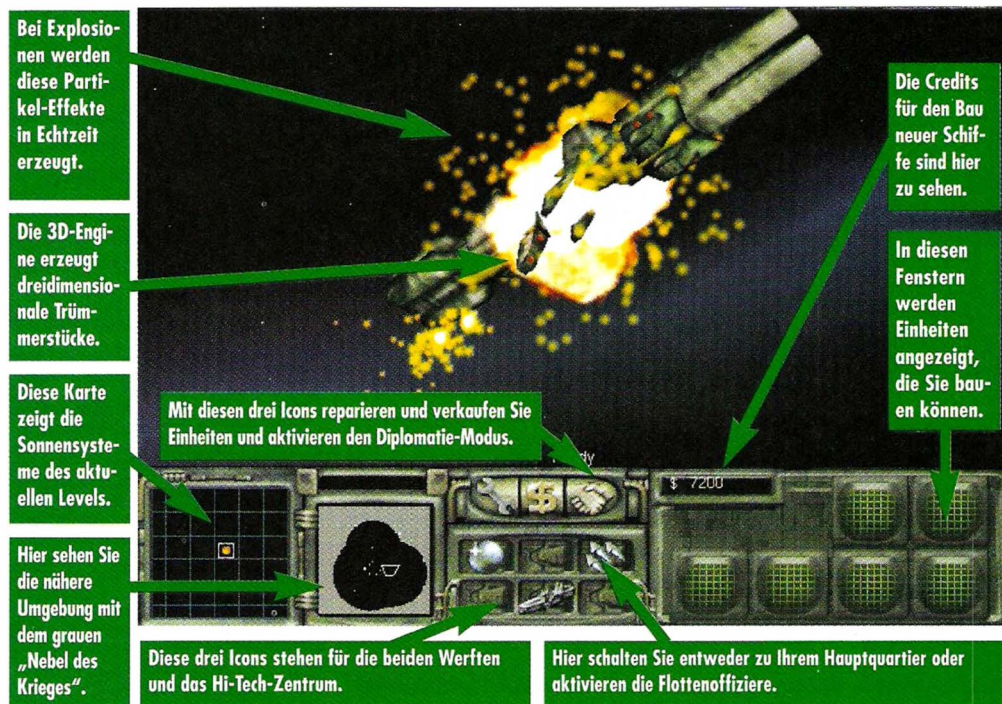 Bei Explosio-
nen werden
diese Parti-
kel-Effekte
in Echtzeit
erzeugt.
Die 3D-Engi-
ne erzeugt
dreidimensio-
nale Trüm-
merstücke.
Diese Karte
zeigt die
Sonnensyste-
me des aktu-
ellen Levels.
Hier sehen Sie
die nähere
Umgebung mit
dem grauen
„Nebel des
Krieges“.
Mit diesen drei Icons reparieren und verkaufen Sie
Einheiten und aktivieren den Diplomatie-Modus.
Die Credits
für den Bau
neuer Schif-
fe sind hier
zu sehen.
In diesen
Fenstern
werden
Einheiten
angezeigt,
die Sie bau-
en können.
$ 7200
Diese drei Icons stehen für die beiden Werften
und das Hi-Tech-Zentrum.
Hier schalten Sie entweder zu Ihrem Hauptquartier oder
aktivieren die Flottenoffiziere.